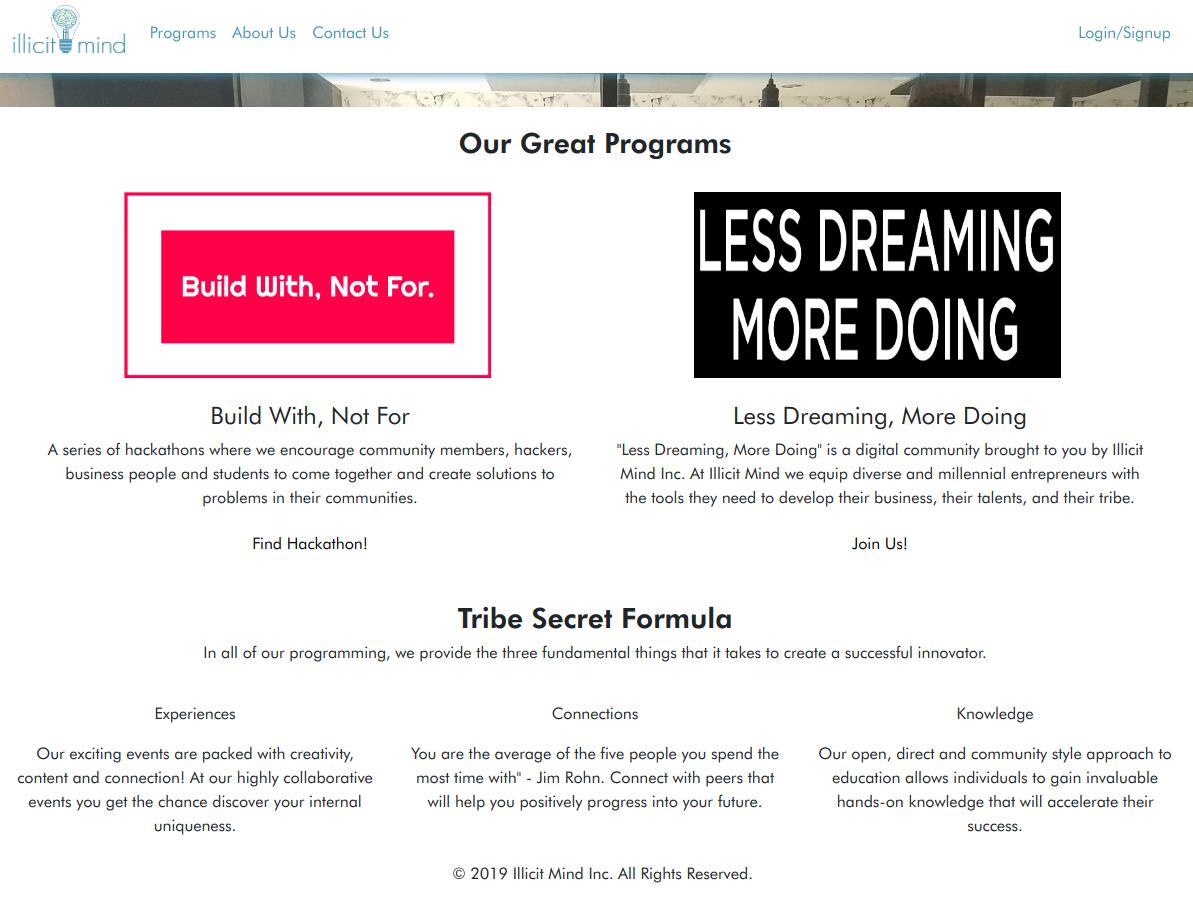 illicit mind Programs About Us Contact Us Login/Signup
Our Great Programs
Build With, Not For.
LESS DREAMING
MORE DOING
Build With, Not For
A series of hackathons where we encourage community members, hackers,
business people and students to come together and create solutions to
problems in their communities.
Find Hackathon!
Less Dreaming, More Doing
"Less Dreaming, More Doing" is a digital community brought to you by Illicit
Mind Inc. At Illicit Mind we equip diverse and millennial entrepreneurs with
the tools they need to develop their business, their talents, and their tribe.
Join Us!
Tribe Secret Formula
In all of our programming, we provide the three fundamental things that it takes to create a successful innovator.
Experiences
Our exciting events are packed with creativity,
content and connection! At our highly collaborative
events you get the chance discover your internal
uniqueness.
Connections
You are the average of the five people you spend the
most time with" - Jim Rohn. Connect with peers that
will help you positively progress into your future.
Knowledge
Our open, direct and community style approach to
education allows individuals to gain invaluable
hands-on knowledge that will accelerate their
success.
© 2019 Illicit Mind Inc. All Rights Reserved.